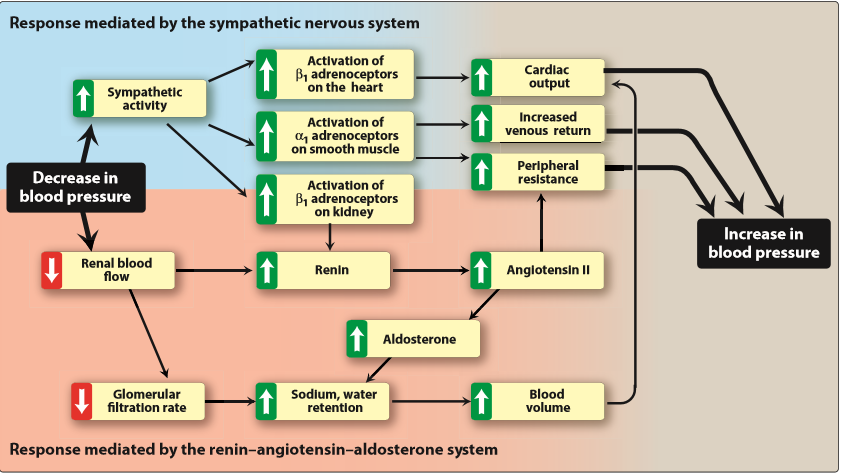 Response mediated by the sympathetic nervous system
Sympathetic
activity
Activation of
β1 adrenoceptors
on the heart
Cardiac
output
Activation of
α1 adrenoceptors
on smooth muscle
Increased
venous return
Peripheral
resistance
Decrease in
blood pressure
Activation of
β1 adrenoceptors
on kidney
Increase in
blood pressure
Renal blood
flow
Renin
Angiotensin II
Aldosterone
Glomerular
filtration rate
Sodium, water
retention
Blood
volume
Response mediated by the renin–angiotensin–aldosterone system